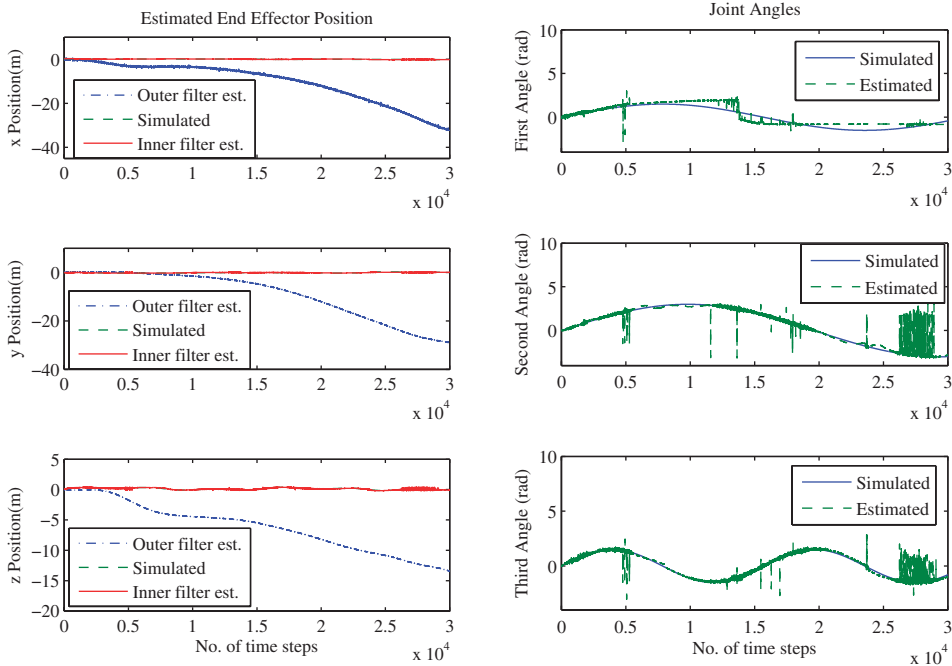 Estimated End Effector Position
x Position(m)
0
−20
−40
Outer filter est.
Simulated
Inner filter est.
0 0.5 1 1.5 2 2.5 3
x 10^4
y Position(m)
0
−20
−40
Outer filter est.
Simulated
Inner filter est.
0 0.5 1 1.5 2 2.5 3
x 10^4
z Position(m)
5
0
−5
−10
−15
−20
Outer filter est.
Simulated
Inner filter est.
0 0.5 1 1.5 2 2.5 3
No. of time steps
x 10^4
Joint Angles
First Angle (rad)
10
5
0
Simulated
Estimated
0 0.5 1 1.5 2 2.5 3
x 10^4
Second Angle (rad)
10
5
0
Simulated
Estimated
0 0.5 1 1.5 2 2.5 3
x 10^4
Third Angle (rad)
10
5
0
Simulated
Estimated
0 0.5 1 1.5 2 2.5 3
No. of time steps
x 10^4